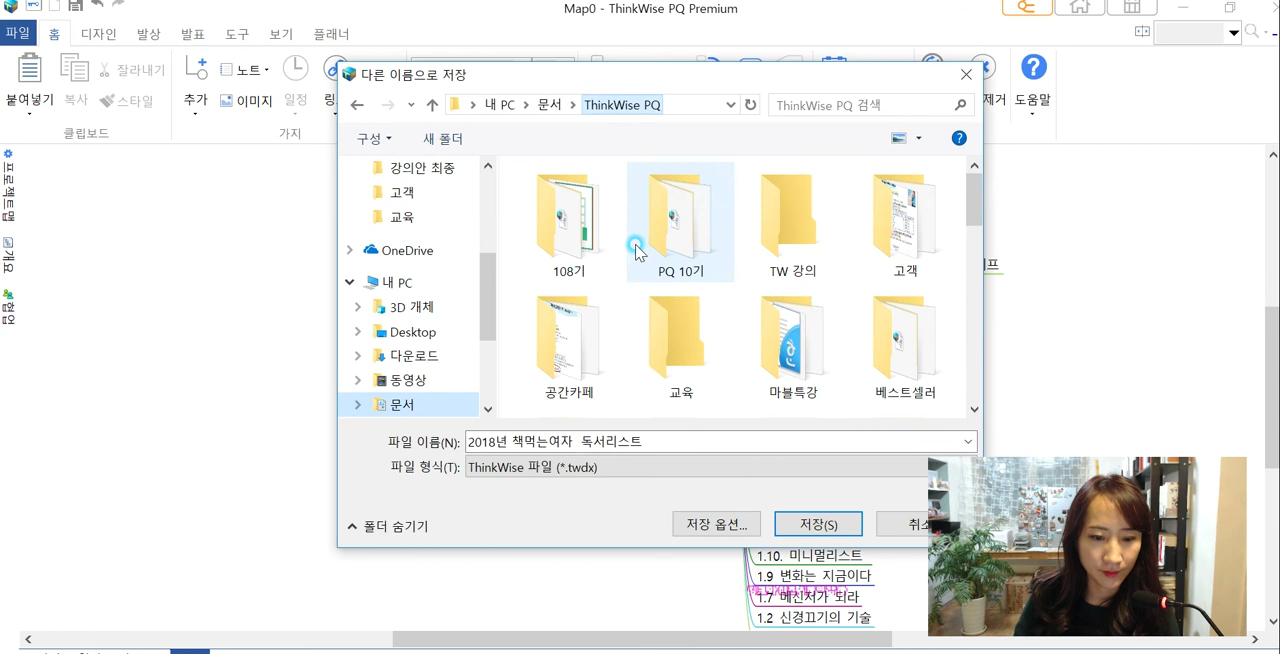 Map0 - ThinkWise PQ Premium
파일 홈 디자인 발상 발표 도구 보기 플래너
붙여넣기 복사 잘라내기 스타일 추가 노트 이미지 일정 제거 도움말
클립보드 가지
프로젝트맵
개요
협업
다른 이름으로 저장
내 PC 문서 ThinkWise PQ ThinkWise PQ 검색
구성 새 폴더
강의안 최종
고객
교육
OneDrive
내 PC
3D 개체
Desktop
다운로드
동영상
문서
108기 PQ 10기 TW 강의 고객
공간카페 교육 마블특강 베스트셀러
파일 이름(N): 2018년 책먹는여자 독서리스트
파일 형식(T): ThinkWise 파일 (*.twdx)
폴더 숨기기 저장 옵션... 저장(S)
1.10. 미니멀리스트
1.9 변화는 지금이다
1.7 메신저가 되라
1.2 신경끄기의 기술